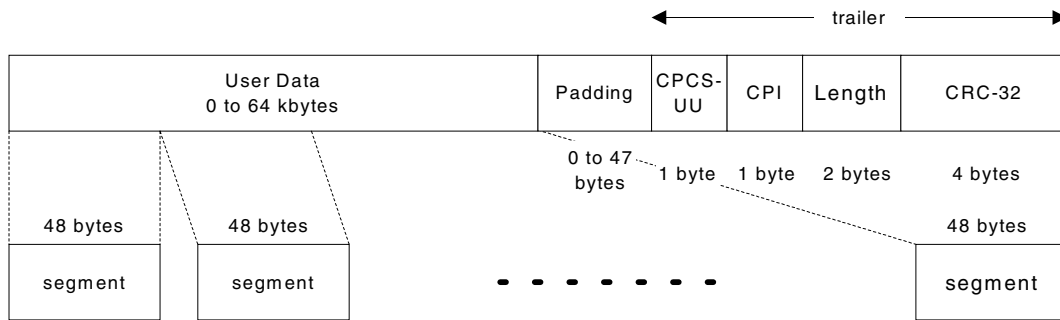 trailer
User Data
0 to 64 kbytes
Padding
CPCS-
UU
CPI
Length
CRC-32
0 to 47
bytes
1 byte
1 byte
2 bytes
4 bytes
48 bytes
48 bytes
48 bytes
segment
segment
segment